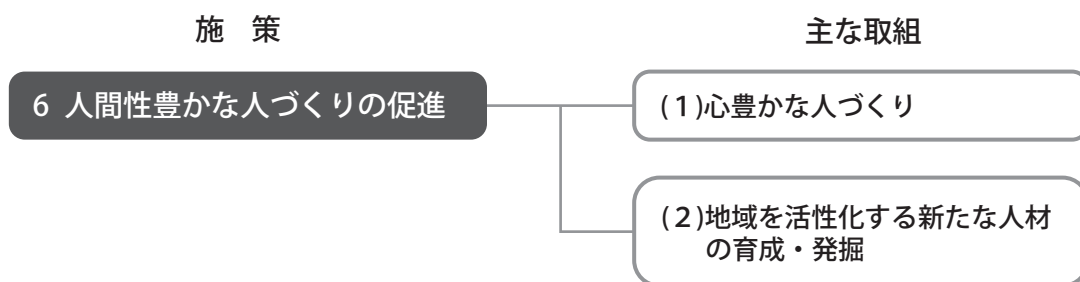 施　策
主な取組
6 人間性豊かな人づくりの促進
(１)心豊かな人づくり
(２)地域を活性化する新たな人材
の育成・発掘